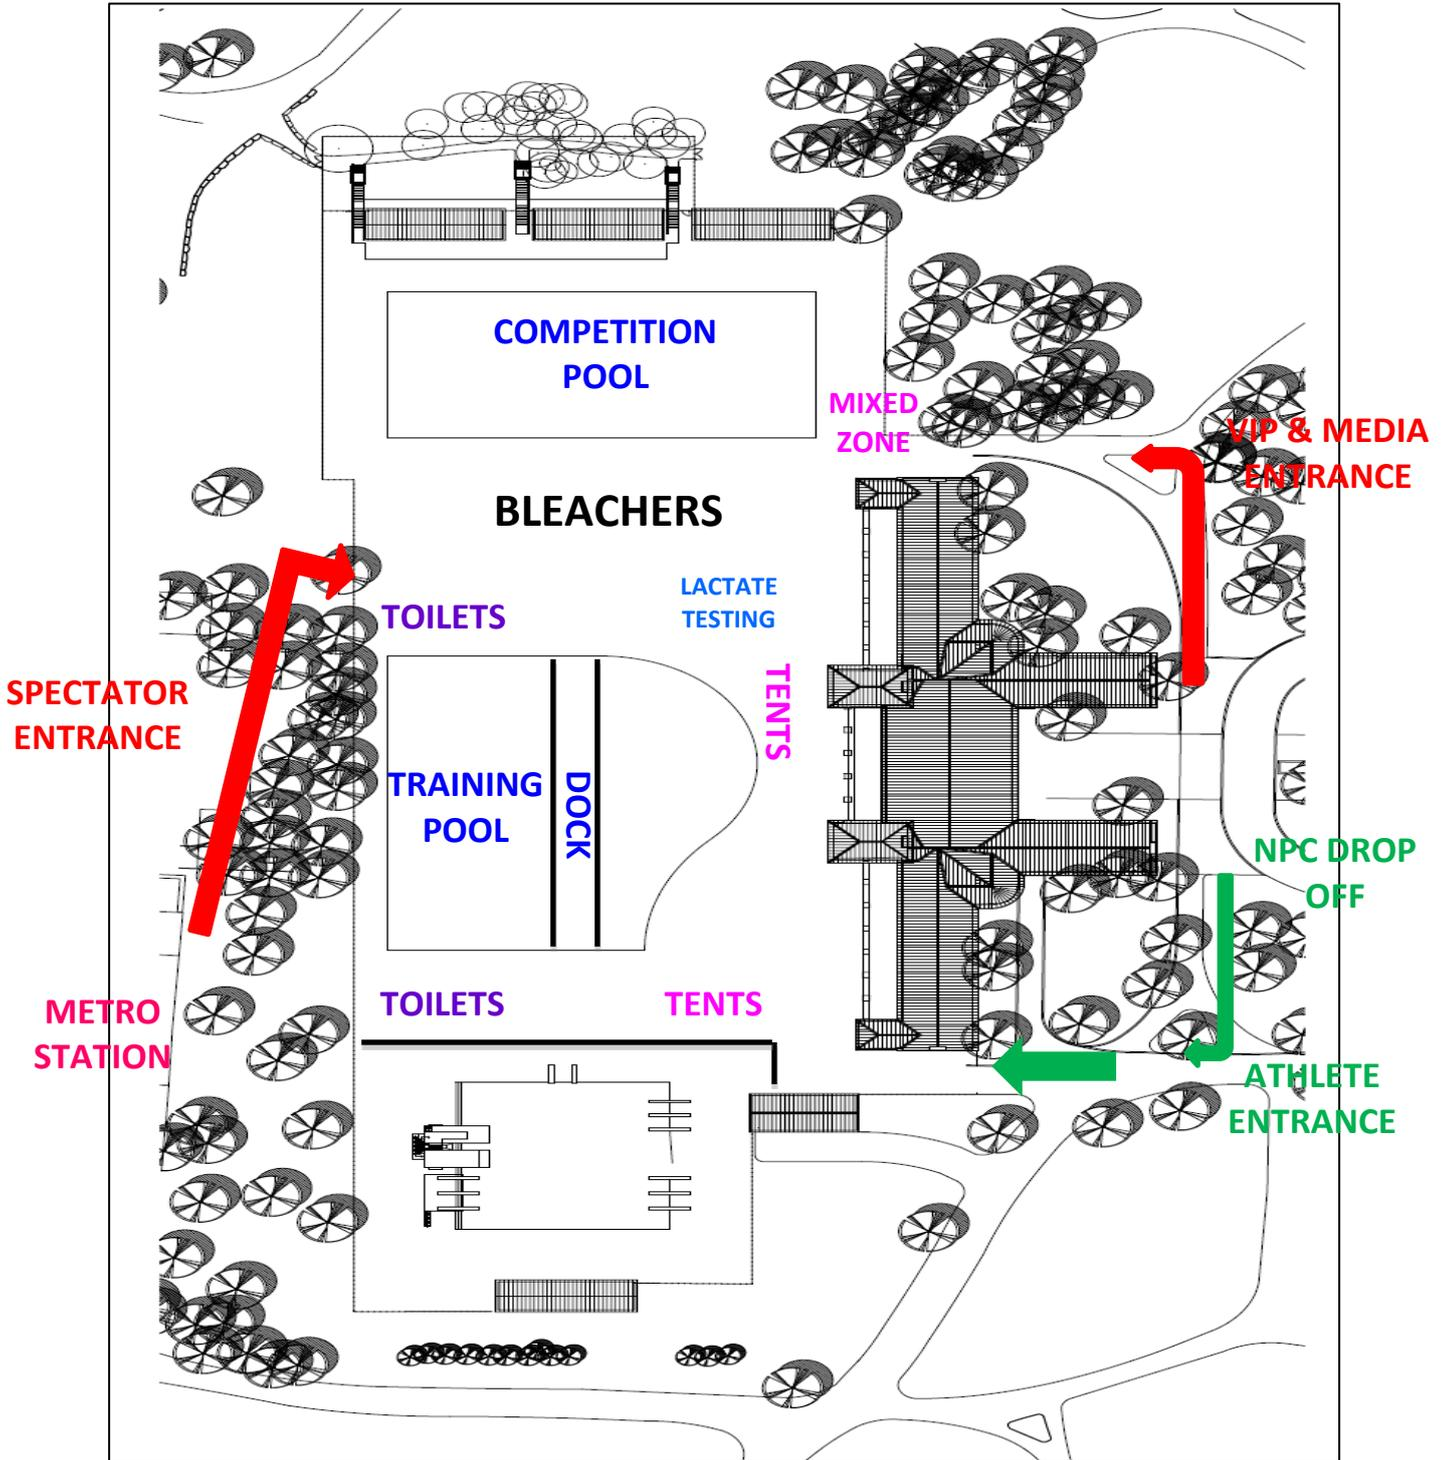 COMPETITION
POOL
MIXED
ZONE
VIP & MEDIA
ENTRANCE
BLEACHERS
LACTATE
TESTING
TOILETS
SPECTATOR
ENTRANCE
TENTS
TRAINING
POOL
DOCK
NPC DROP
OFF
METRO
STATION
TOILETS
TENTS
ATHLETE
ENTRANCE